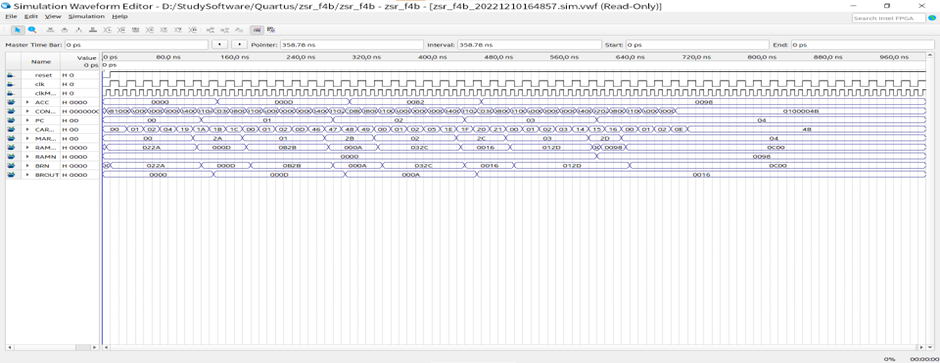 Simulation Waveform Editor - D:/StudySoftware/Quartus/zsr_f4b/zsr_f4b - zsr_f4b - [zsr_f4b_20221210164857.sim.vwf (Read-Only)]
File Edit View Simulation Help
Search Intel FPGA
Master Time Bar: 0 ps Pointer: 358.78 ns Interval: 358.78 ns Start: 0 ps End: 0 ps
Name Value 0 ps 0 ps 80.0 ns 160.0 ns 240.0 ns 320.0 ns 400.0 ns 480.0 ns 560.0 ns 640.0 ns 720.0 ns 800.0 ns 880.0 ns 960.0 ns
reset H 0
clk H 0
clkM... H 0
ACC H 0000 0000 000D 00B2 0098
CON... H 0000000 0100004B
PC H 00 00 01 02 03 04
CAR... H 00 00 01 02 04 19 1A 1B 1C 00 01 02 00 46 47 48 49 00 01 02 05 1E 1F 20 21 00 01 02 03 14 15 16 00 01 02 0E 4B
MAR... H 00 00 2A 01 2B 02 2C 03 2D 04
RAM... H 0000 022A 000D 0B2B 000A 032C 0016 012D 0098 0C00
RAMN H 0000 0000 0098
BRN H 0000 022A 000D 0B2B 000A 032C 0016 012D 0C00
BROUT H 0000 0000 000D 000A 0016
0% 00:00:00